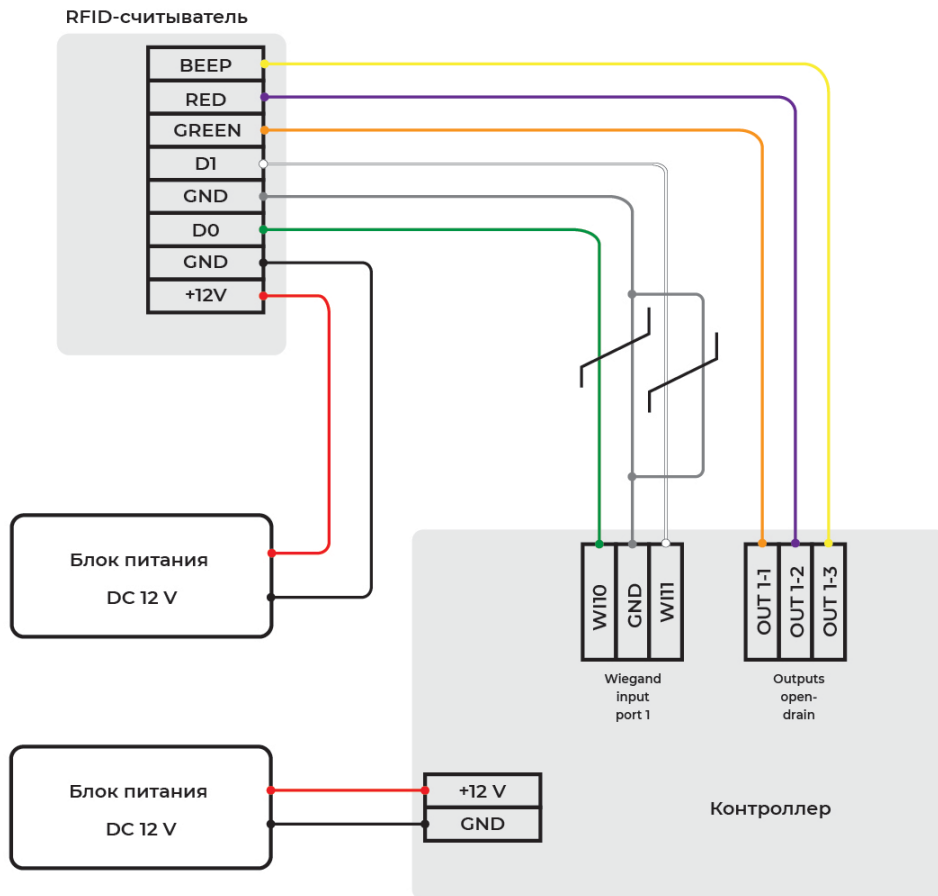 RFID-считыватель
BEEP
RED
GREEN
D1
GND
D0
GND
+12V
Блок питания
DC 12 V
WI10
GND
WI11
OUT 1-1
OUT 1-2
OUT 1-3
Wiegand
input
port 1
Outputs
open-
drain
Блок питания
DC 12 V
+12 V
GND
Контроллер